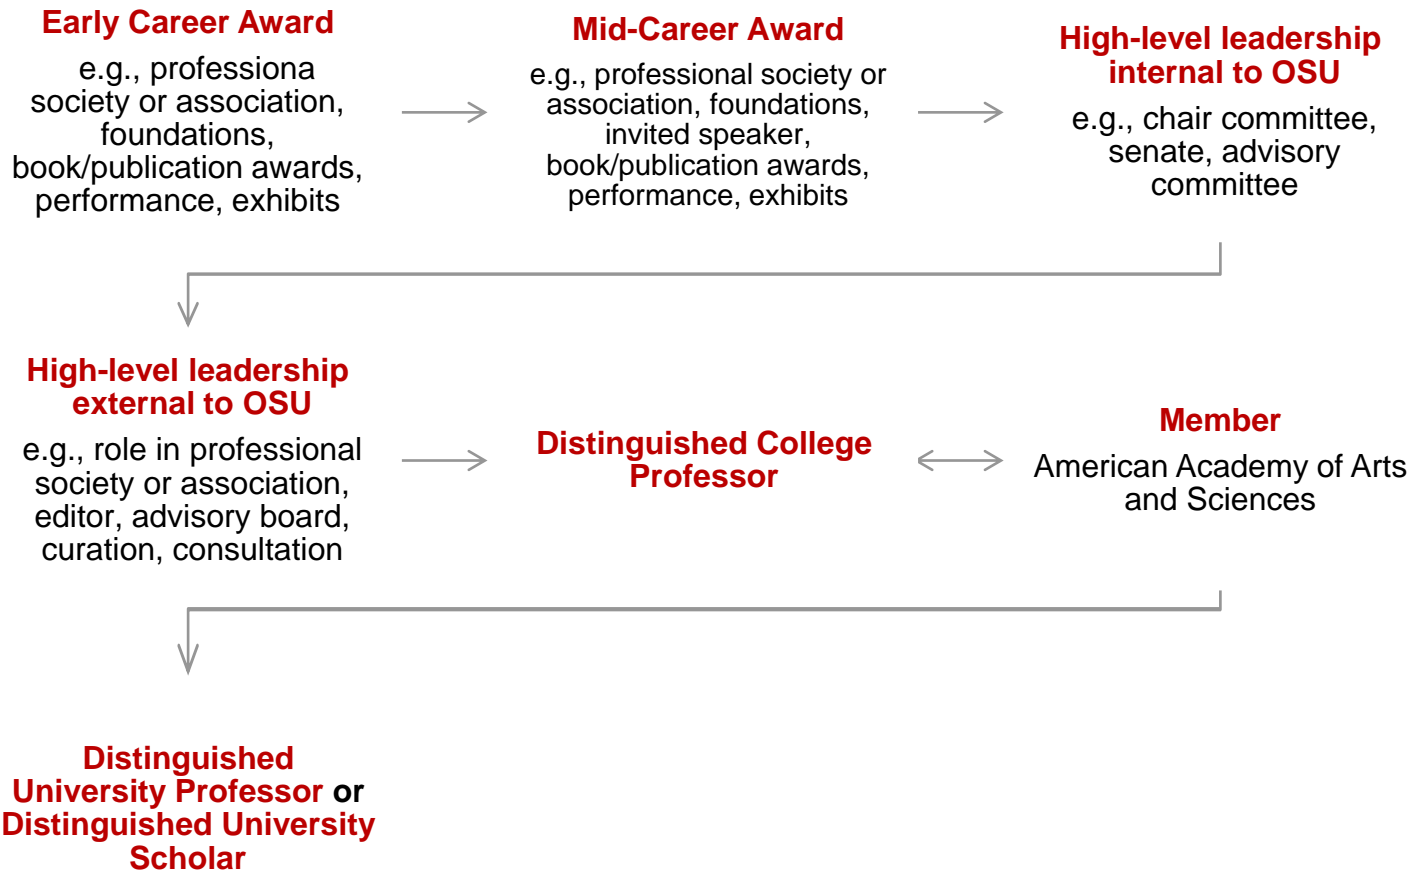 Early Career Award
e.g., professiona
society or association,
foundations,
book/publication awards,
performance, exhibits
Mid-Career Award
e.g., professional society or
association, foundations,
invited speaker,
book/publication awards,
performance, exhibits
High-level leadership
internal to OSU
e.g., chair committee,
senate, advisory
committee
High-level leadership
external to OSU
e.g., role in professional
society or association,
editor, advisory board,
curation, consultation
Distinguished College
Professor
Member
American Academy of Arts
and Sciences
Distinguished
University Professor or
Distinguished University
Scholar